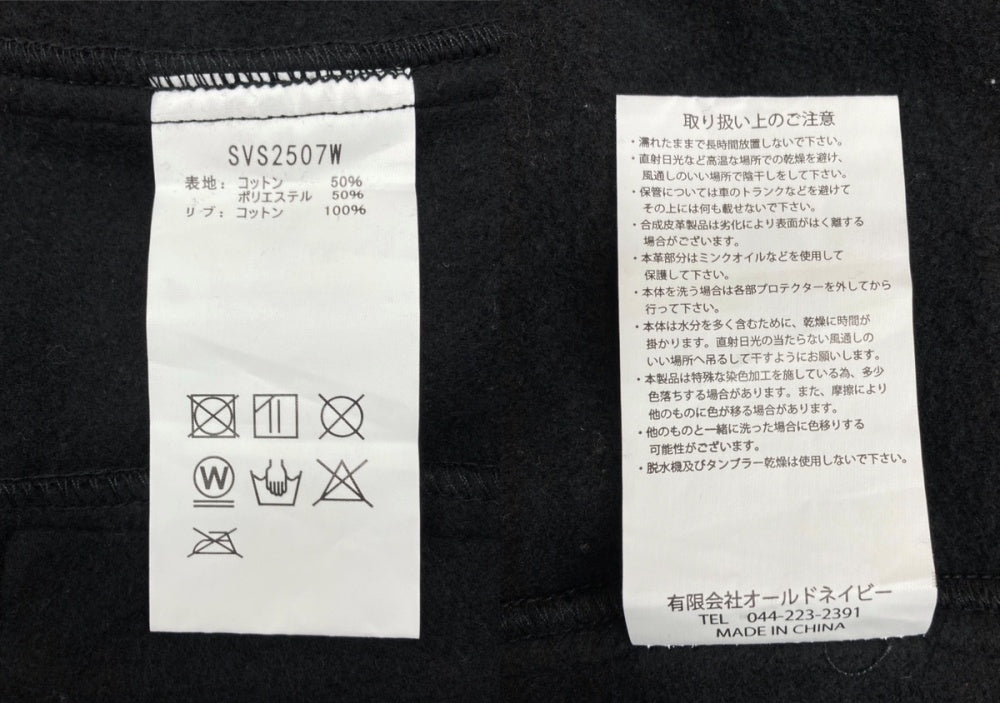 SVS2507W
表地: コットン 50%
ポリエステル 50%
リブ: コットン 100%
W
取り扱い上のご注意
・濡れたままで長時間放置しないで下さい。
・直射日光など高温な場所での乾燥を避け、
風通しのいい場所で陰干しをして下さい。
・保管については車のトランクなどを避けて
その上には何も載せないで下さい。
・合成皮革製品は劣化により表面がはく離する
場合がございます。
・本革部分はミンクオイルなどを使用して
保護して下さい。
・本体を洗う場合は各部プロテクターを外してから
行って下さい。
・本体は水分を多く含むために、乾燥に時間が
掛かります。直射日光の当たらない風通しの
いい場所へ吊るして干すようにお願いします。
・本製品は特殊な染色加工を施している為、多少
色落ちする場合があります。また、摩擦により
他のものに色が移る場合があります。
・他のものと一緒に洗った場合に色移りする
可能性がございます。
・脱水機及びタンブラー乾燥は使用しないで下さい。
有限会社オールドネイビー
TEL 044-223-2391
MADE IN CHINA